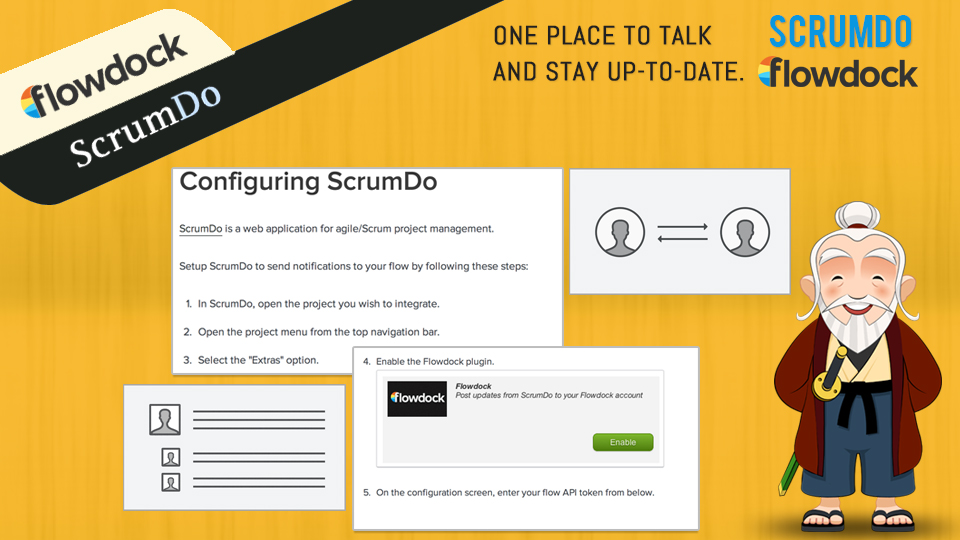 flowdock
ScrumDo
ONE PLACE TO TALK
AND STAY UP-TO-DATE.
SCRUMDO
flowdock
Configuring ScrumDo
ScrumDo is a web application for agile/Scrum project management.
Setup ScrumDo to send notifications to your flow by following these steps:
1. In ScrumDo, open the project you wish to integrate.
2. Open the project menu from the top navigation bar.
3. Select the "Extras" option.
4. Enable the Flowdock plugin.
flowdock
Flowdock
Post updates from ScrumDo to your Flowdock account
Enable
5. On the configuration screen, enter your flow API token from below.